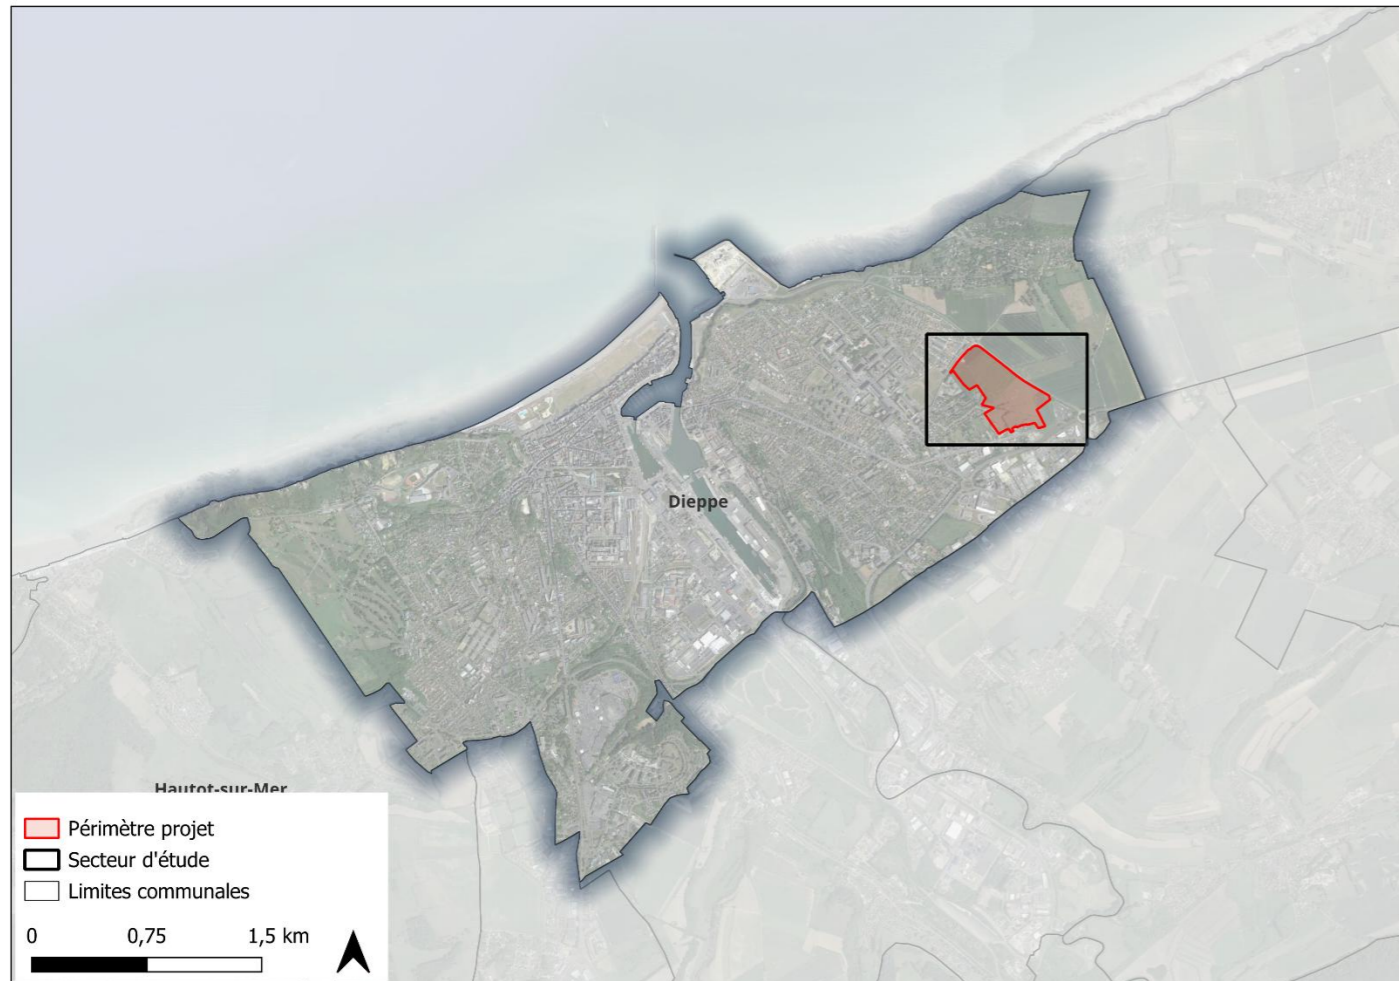 Dieppe
Hautot-sur-Mer
Périmètre projet
Secteur d'étude
Limites communales
0 0,75 1,5 km